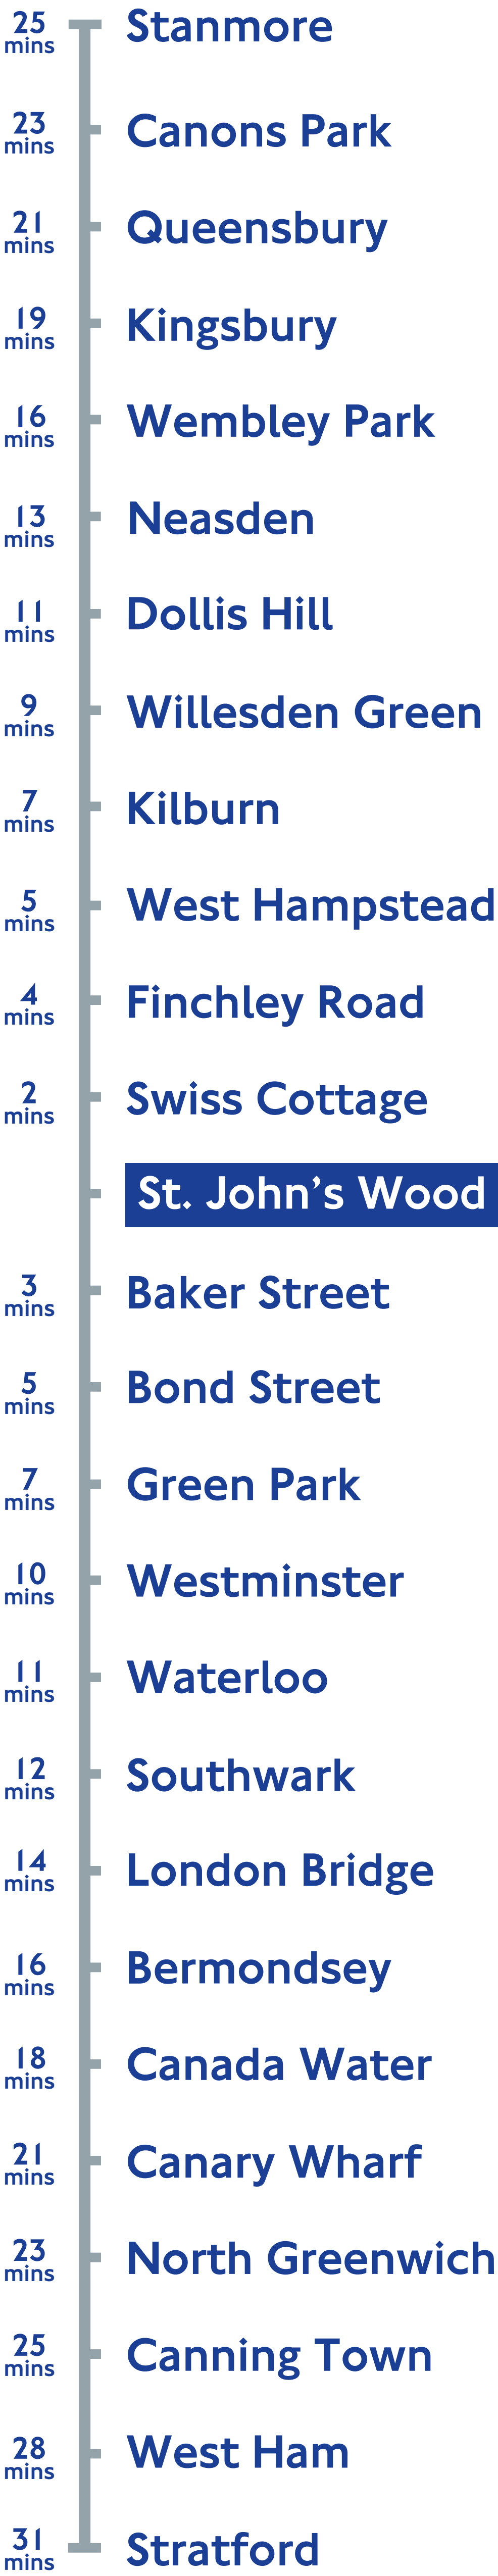 25 mins Stanmore
23 mins Canons Park
21 mins Queensbury
19 mins Kingsbury
16 mins Wembley Park
13 mins Neasden
11 mins Dollis Hill
9 mins Willesden Green
7 mins Kilburn
5 mins West Hampstead
4 mins Finchley Road
2 mins Swiss Cottage
St. John’s Wood
3 mins Baker Street
5 mins Bond Street
7 mins Green Park
10 mins Westminster
11 mins Waterloo
12 mins Southwark
14 mins London Bridge
16 mins Bermondsey
18 mins Canada Water
21 mins Canary Wharf
23 mins North Greenwich
25 mins Canning Town
28 mins West Ham
31 mins Stratford